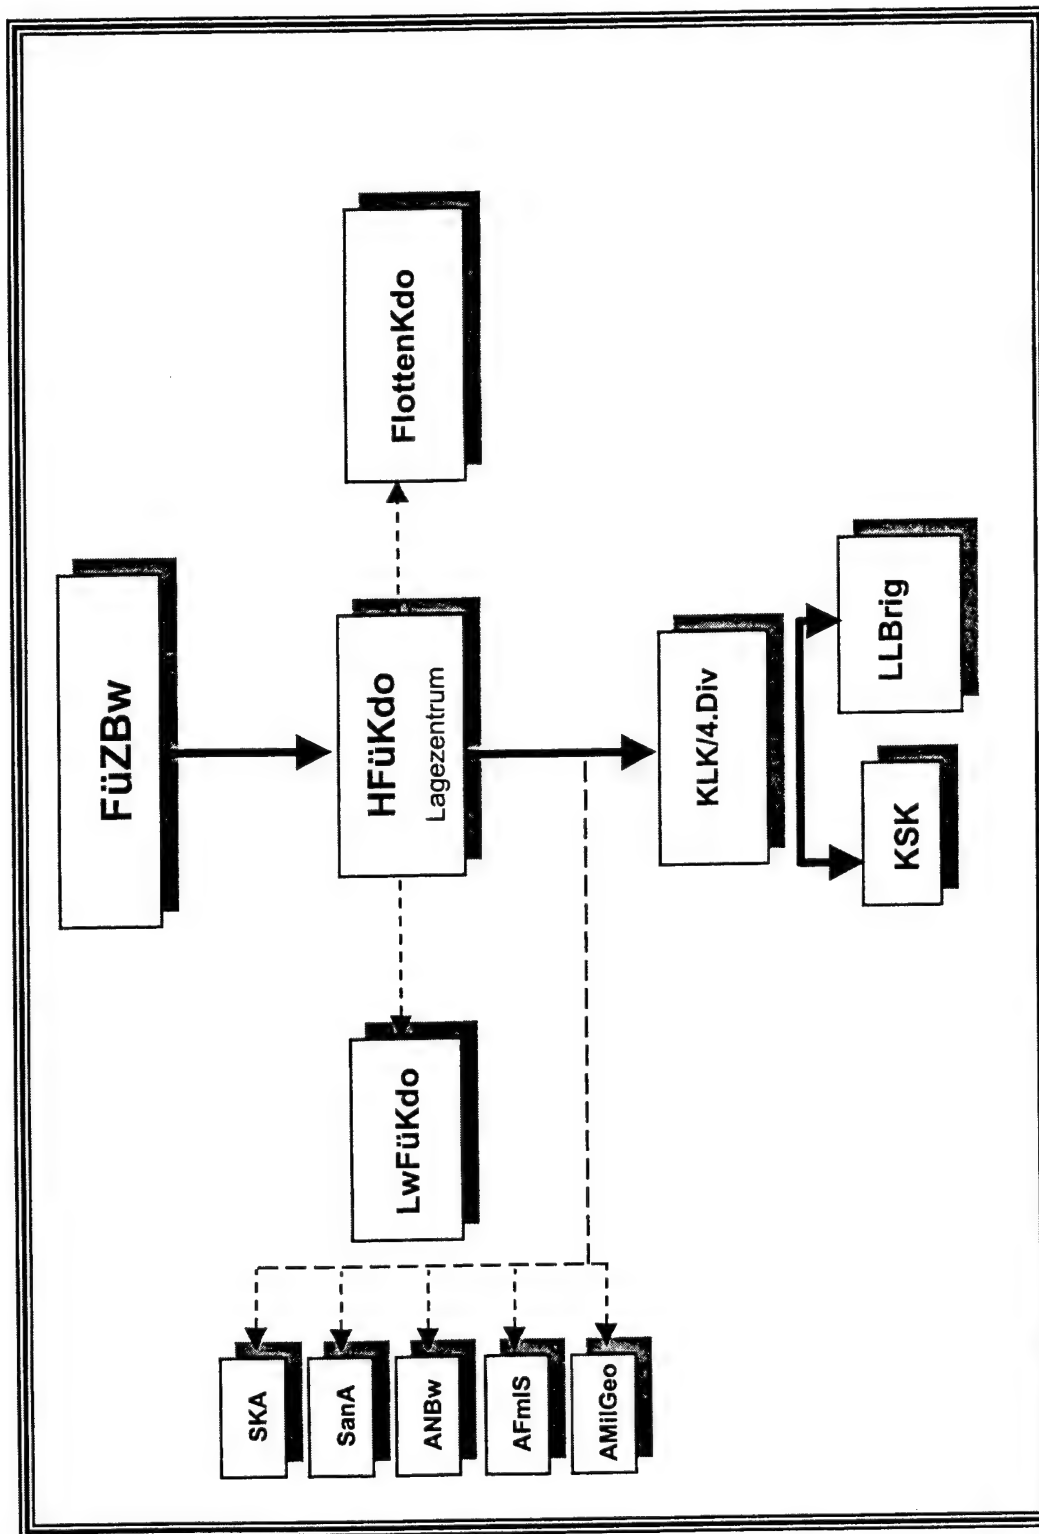 FüZBw
LwFüKdo
HFüKdo
Lagezentrum
FlottenKdo
SKA
SanA
ANBw
AFmIS
AMilGeo
KLK/4.Div
KSK
LLBrig